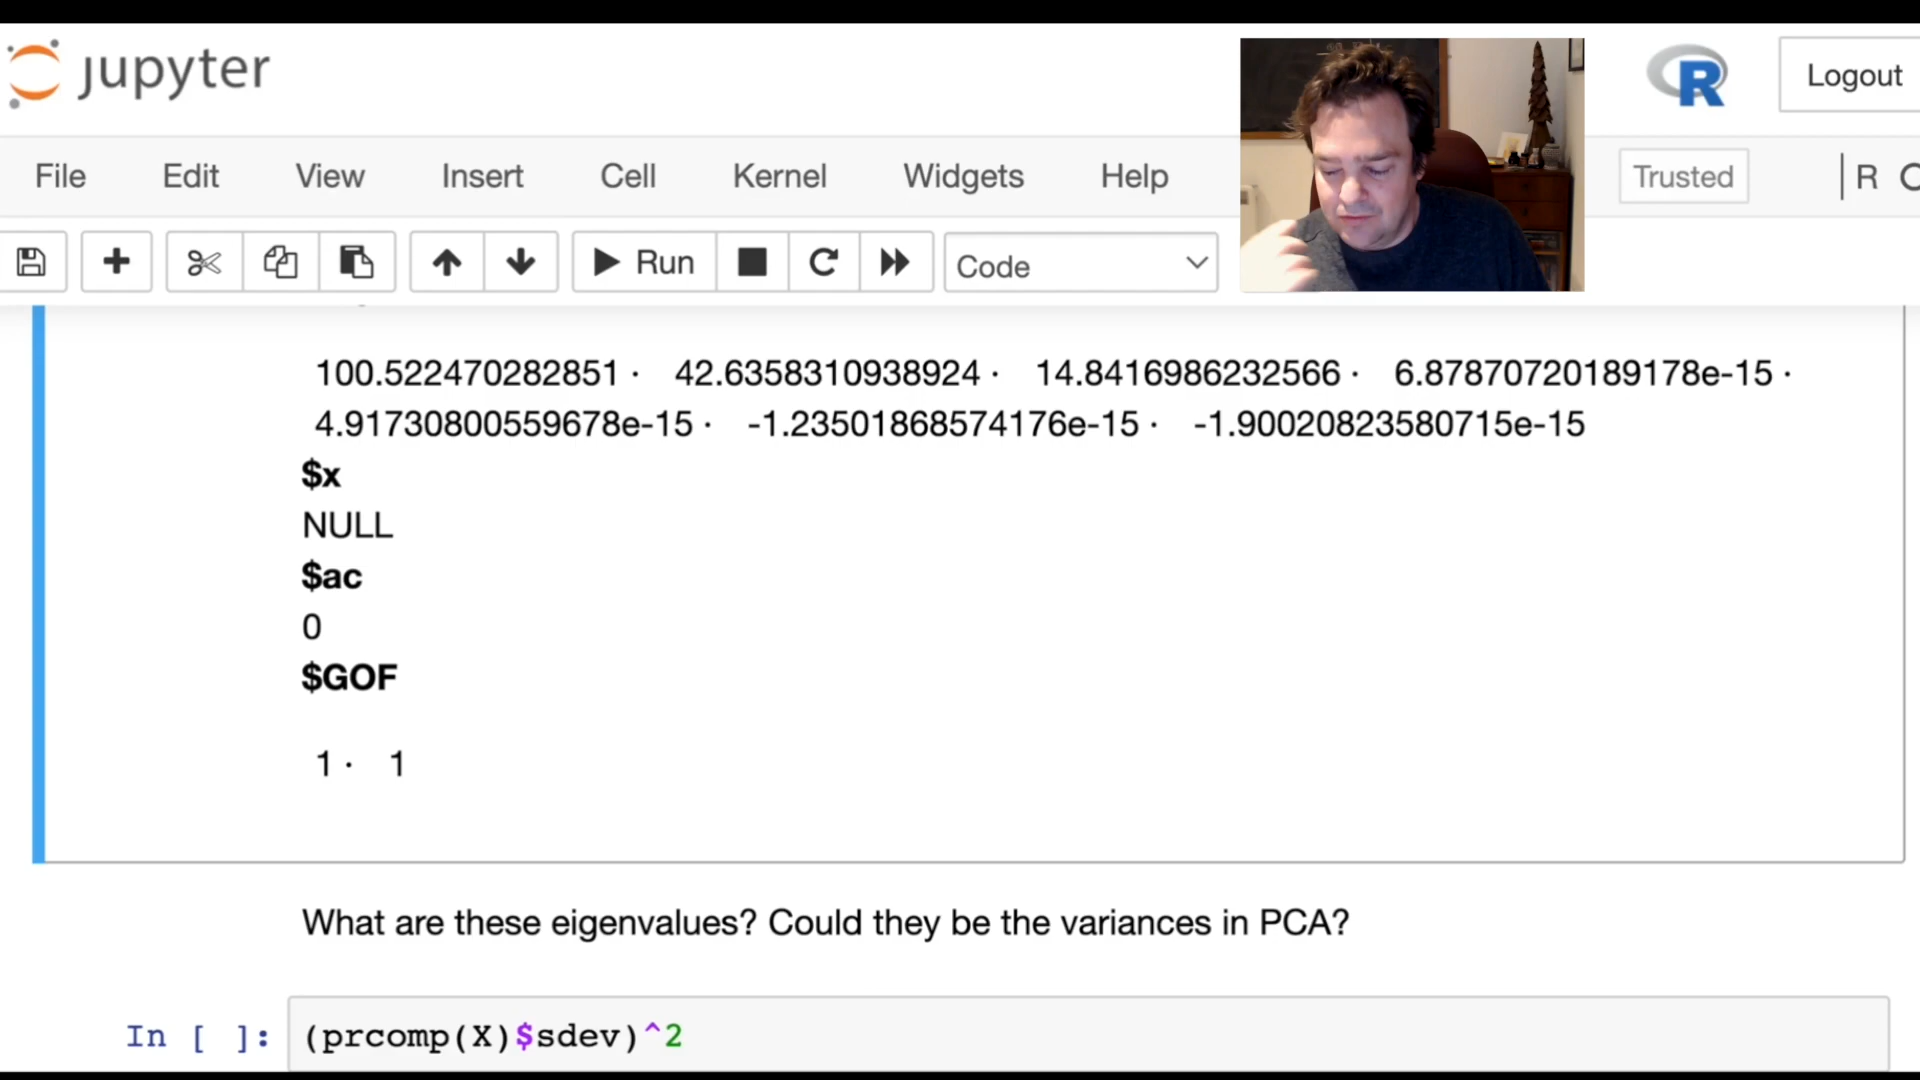 jupyter
R
Logout
File Edit View Insert Cell Kernel Widgets Help
Trusted
R
Run
Code
100.522470282851 · 42.6358310938924 · 14.8416986232566 · 6.87870720189178e-15 ·
4.91730800559678e-15 · -1.23501868574176e-15 · -1.90020823580715e-15
$x
NULL
$ac
0
$GOF
1 · 1
What are these eigenvalues? Could they be the variances in PCA?
In [ ]: (prcomp(X)$sdev)^2